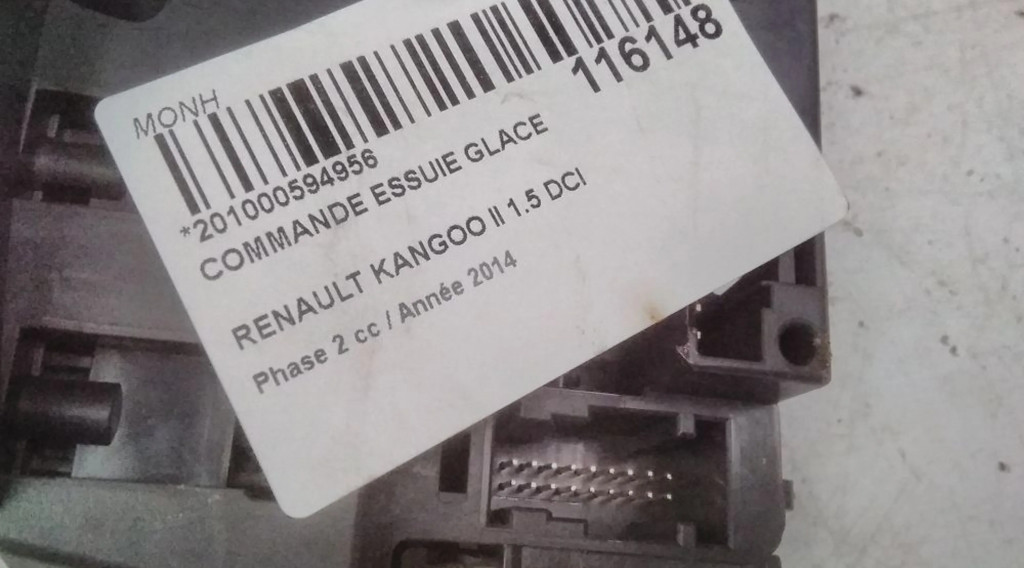 MONH
116148
*201000594956
COMMANDE ESSUIE GLACE
RENAULT KANGOO II 1.5 DCI
Phase 2 cc / Année 2014